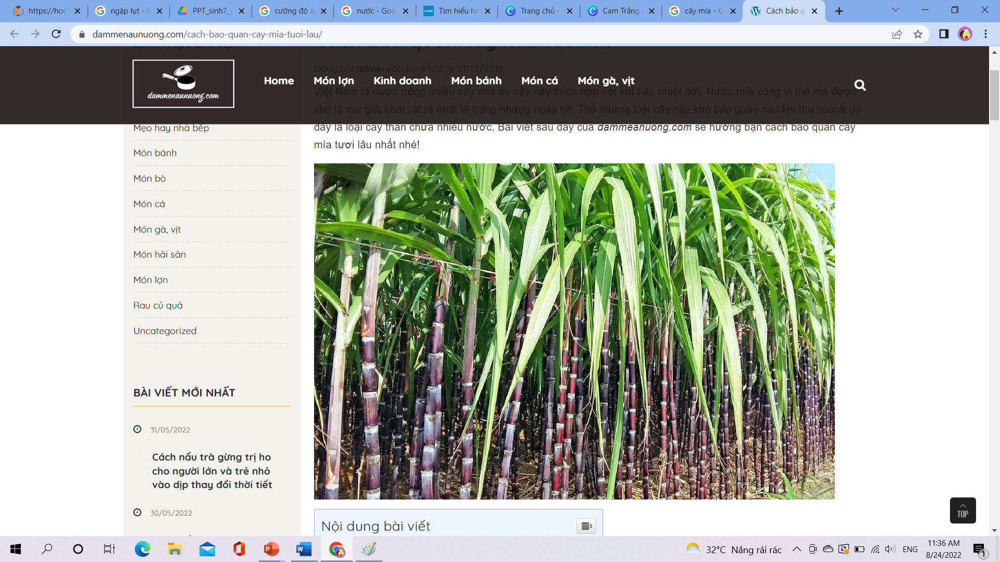 https://hoc
ngập lụt - G
PPT_sinh7_
cường độ á
nước - Goo
Tìm hiểu hà
Trang chủ -
Cam Trắng
cây mía - G
Cách bảo q
dammenaunuong.com/cach-bao-quan-cay-mia-tuoi-lau/
Cách bảo quản cây mía tươi lâu
Đăng bởi admin vào lúc 03:06:16 01/12/2019
dammenaunuong.com
Home
Món lợn
Kinh doanh
Món bánh
Món cá
Món gà, vịt
Việt Nam là nước trồng nhiều cây mía do cây này thích hợp với khí hậu nhiệt đới. Nước mía cũng vì thế mà được
cho là thứ giải khát rất rẻ nhất là trong những ngày hè. Thế nhưng loại cây này khó bảo quản sau khi thu hoạch do
đây là loại cây thân chứa nhiều nước. Bài viết sau đây của dammeanuong.com sẽ hướng bạn cách bảo quản cây
mía tươi lâu nhất nhé!
Mẹo hay nhà bếp
Món bánh
Món bò
Món cá
Món gà, vịt
Món hải sản
Món lợn
Rau củ quả
Uncategorized
BÀI VIẾT MỚI NHẤT
31/05/2022
Cách nấu trà gừng trị ho
cho người lớn và trẻ nhỏ
vào dịp thay đổi thời tiết
30/05/2022
Nội dung bài viết
TOP
32°C Nắng rải rác
ENG
11:36 AM
8/24/2022
1